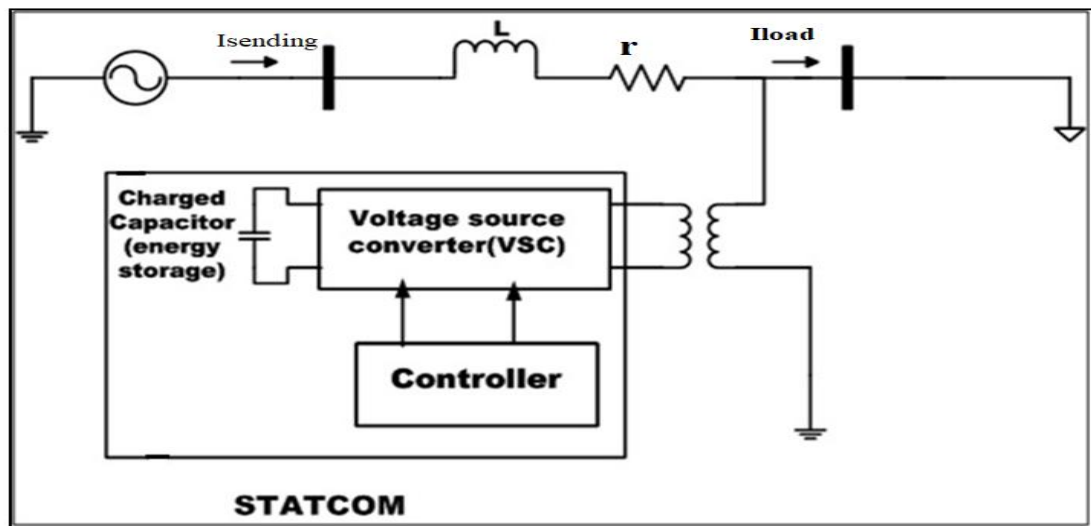 Isending
L
r
Iload
Charged
Capacitor
(energy
storage)
Voltage source
converter(VSC)
Controller
STATCOM